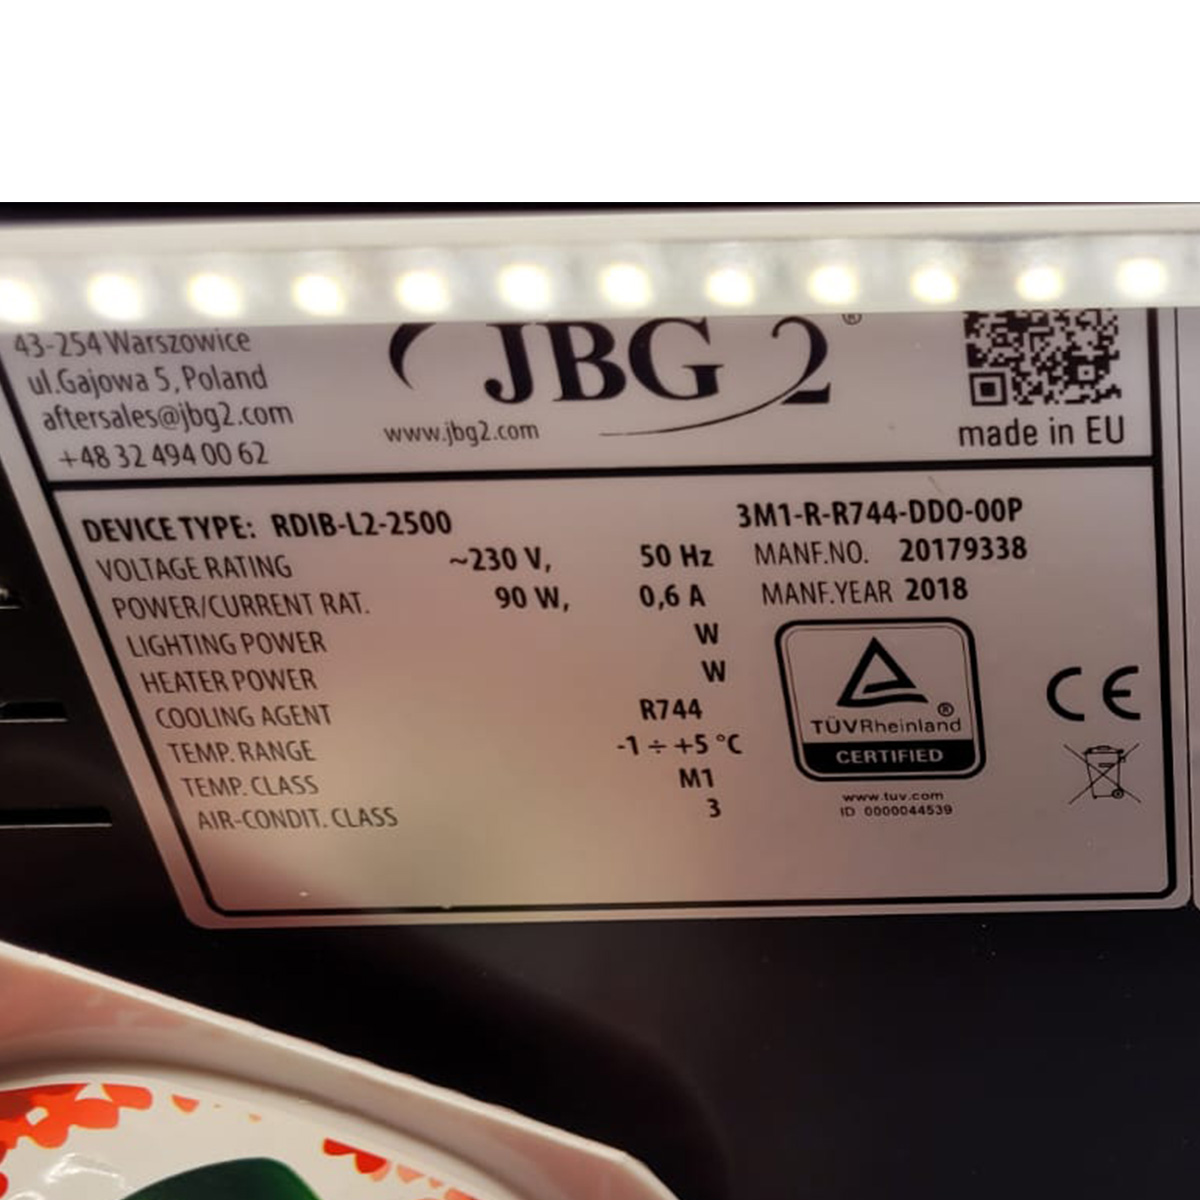 43-254 Warszowice
ul.Gajowa 5, Poland
aftersales@jbg2.com
+48 32 494 00 62
JBG 2®
www.jbg2.com
made in EU
DEVICE TYPE: RDIB-L2-2500 3M1-R-R744-DDO-00P
VOLTAGE RATING ~230 V, 50 Hz MANF.NO. 20179338
POWER/CURRENT RAT. 90 W, 0,6 A MANF.YEAR 2018
LIGHTING POWER W
HEATER POWER W
COOLING AGENT R744
TEMP. RANGE -1 ÷ +5 °C
TEMP. CLASS M1
AIR-CONDIT. CLASS 3
®
TÜVRheinland
CERTIFIED
www.tuv.com
ID 0000044539
CE